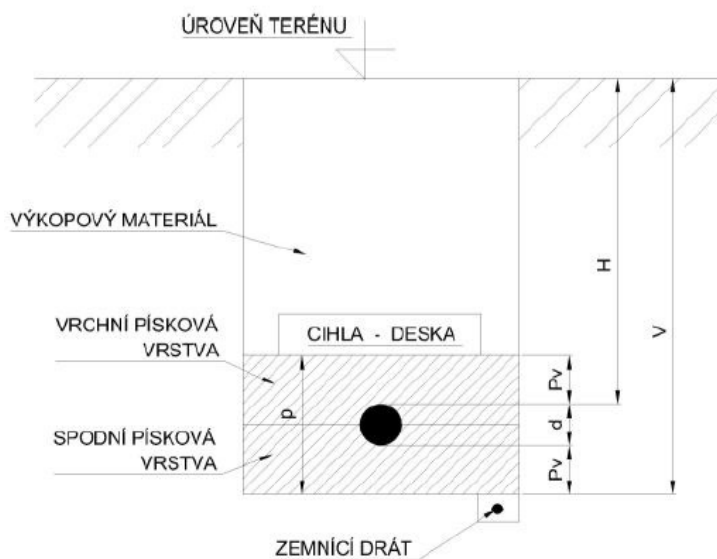 ÚROVEŇ TERÉNU
VÝKOPOVÝ MATERIÁL
H
V
VRCHNÍ PÍSKOVÁ
VRSTVA
CIHLA - DESKA
Pv
p
d
SPODNÍ PÍSKOVÁ
VRSTVA
Pv
ZEMNÍCÍ DRÁT